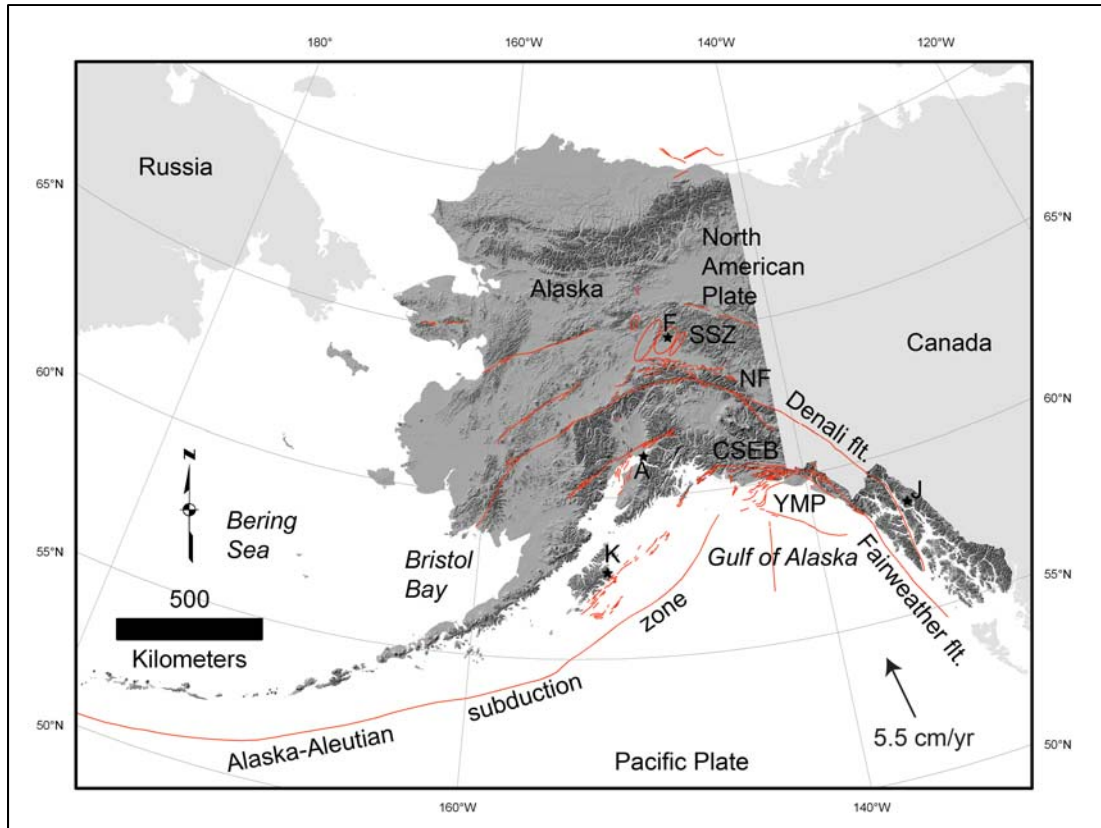 180°
160°W
140°W
120°W
Russia
65°N
65°N
North
American
Plate
Alaska
F
SSZ
Canada
60°N
60°N
NF
Denali flt.
CSEB
A
J
YMP
N
Bering
Sea
Bristol
Bay
K
Gulf of Alaska
55°N
55°N
Fairweather flt.
500
Kilometers
zone
subduction
Alaska-Aleutian
50°N
50°N
5.5 cm/yr
Pacific Plate
160°W
140°W